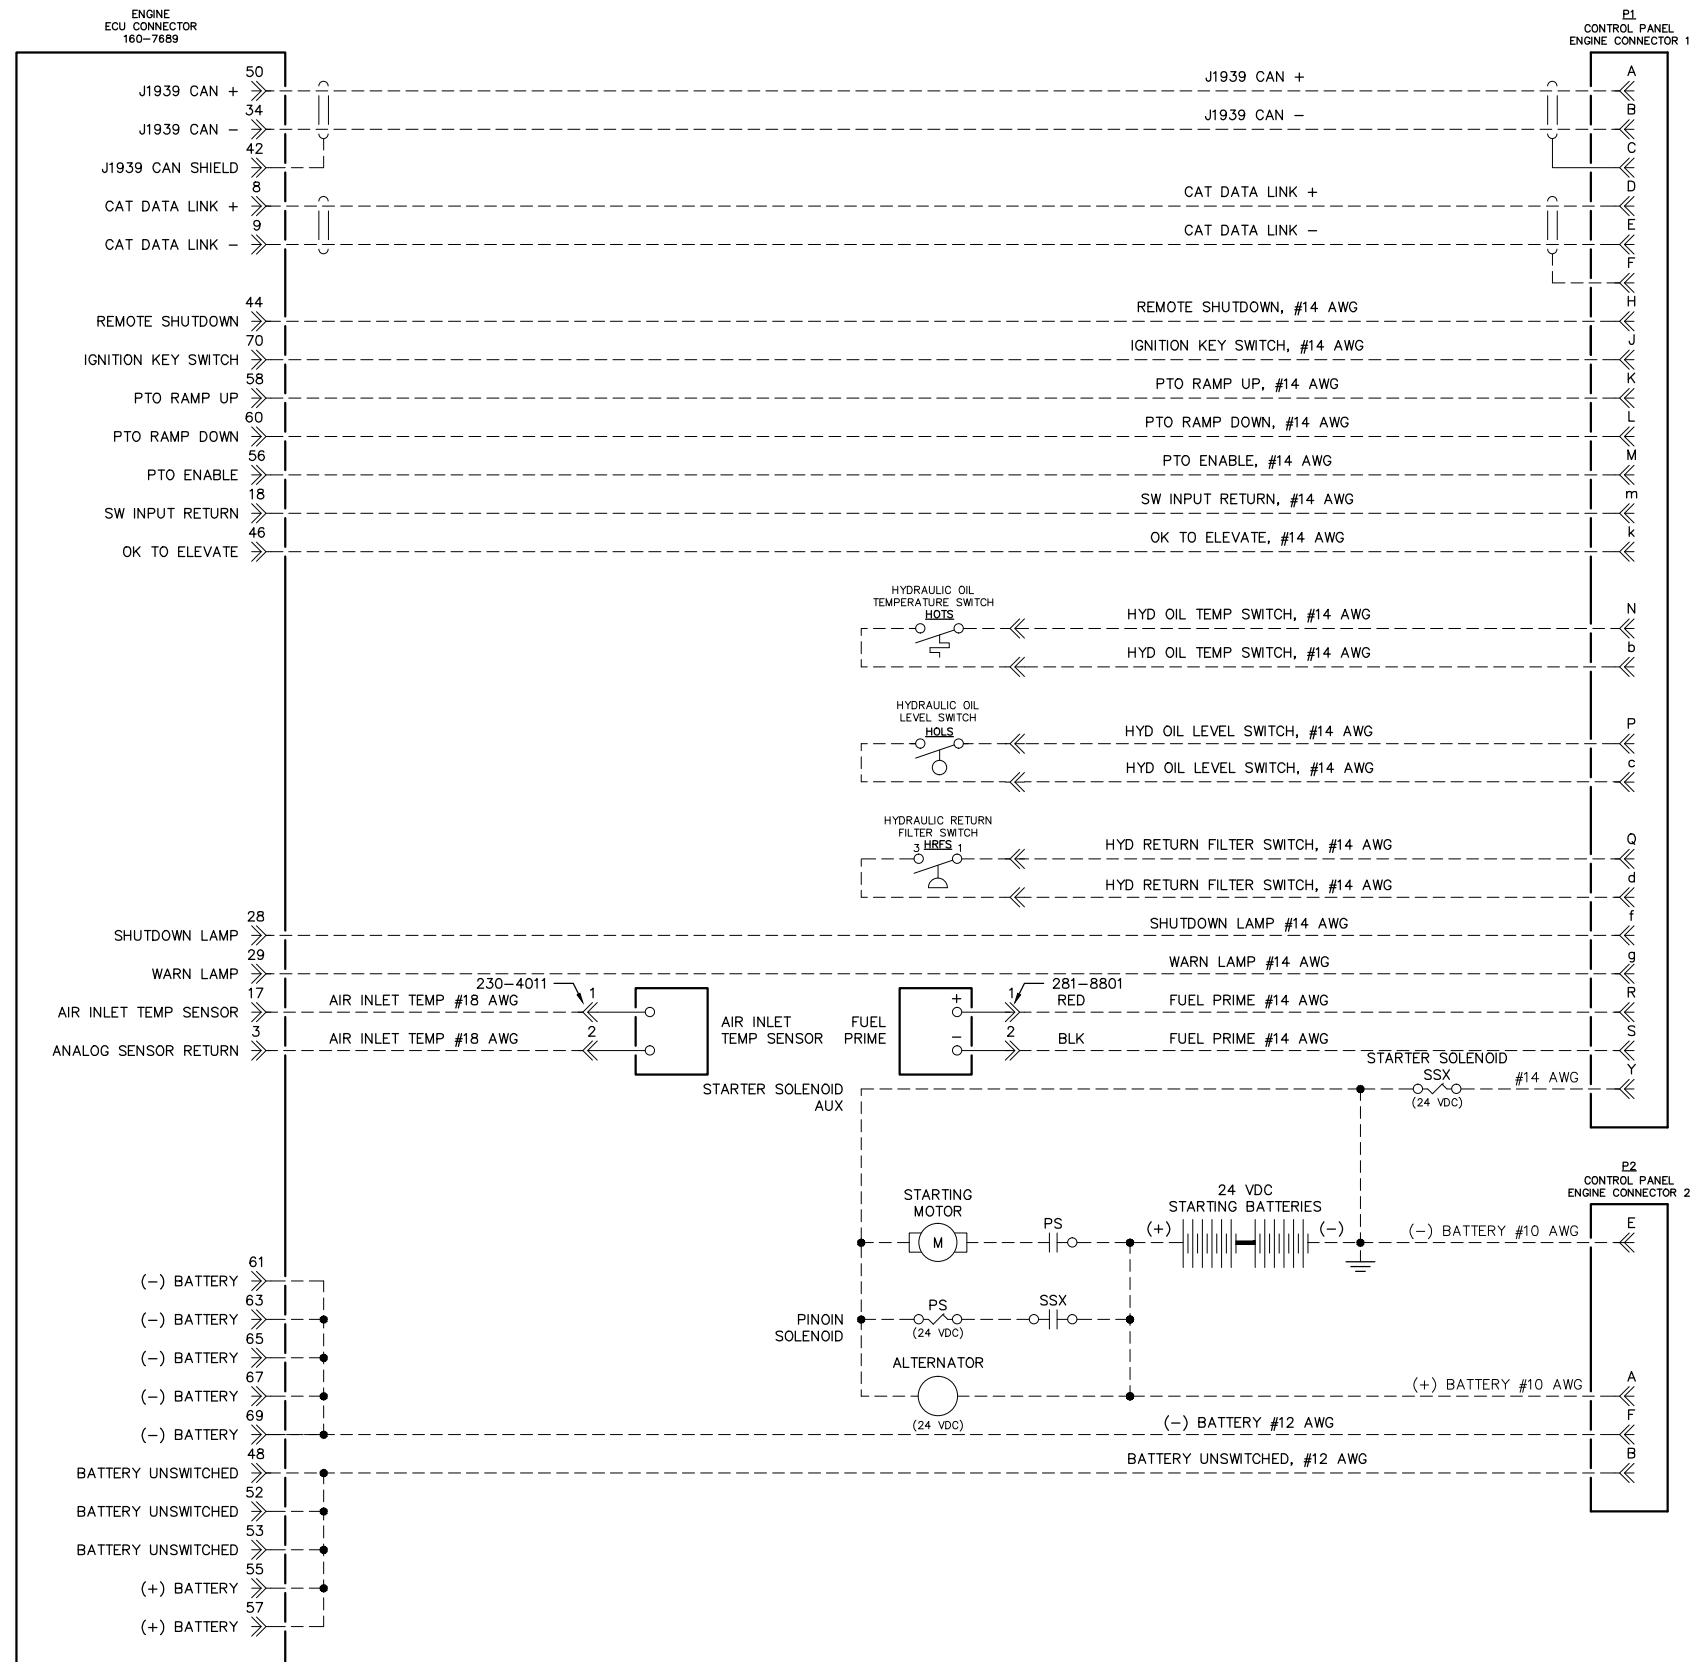 ENGINE
ECU CONNECTOR
160-7689
P1
CONTROL PANEL
ENGINE CONNECTOR 1
50
J1939 CAN +
J1939 CAN +
A
34
J1939 CAN -
J1939 CAN -
B
42
J1939 CAN SHIELD
C
8
CAT DATA LINK +
CAT DATA LINK +
D
9
CAT DATA LINK -
CAT DATA LINK -
E
F
44
REMOTE SHUTDOWN
REMOTE SHUTDOWN, #14 AWG
H
70
IGNITION KEY SWITCH
IGNITION KEY SWITCH, #14 AWG
J
58
PTO RAMP UP
PTO RAMP UP, #14 AWG
K
60
PTO RAMP DOWN
PTO RAMP DOWN, #14 AWG
L
56
PTO ENABLE
PTO ENABLE, #14 AWG
M
18
SW INPUT RETURN
SW INPUT RETURN, #14 AWG
m
46
OK TO ELEVATE
OK TO ELEVATE, #14 AWG
k
HYDRAULIC OIL
TEMPERATURE SWITCH
HOTS
HYD OIL TEMP SWITCH, #14 AWG
N
HYD OIL TEMP SWITCH, #14 AWG
b
HYDRAULIC OIL
LEVEL SWITCH
HOLS
HYD OIL LEVEL SWITCH, #14 AWG
P
HYD OIL LEVEL SWITCH, #14 AWG
c
HYDRAULIC RETURN
FILTER SWITCH
3 HRFS 1
HYD RETURN FILTER SWITCH, #14 AWG
Q
HYD RETURN FILTER SWITCH, #14 AWG
d
28
SHUTDOWN LAMP
SHUTDOWN LAMP #14 AWG
f
29
WARN LAMP
WARN LAMP #14 AWG
g
17
AIR INLET TEMP SENSOR
AIR INLET TEMP #18 AWG
230-4011
1
AIR INLET
TEMP SENSOR
FUEL
PRIME
+
1
281-8801
RED
FUEL PRIME #14 AWG
R
3
ANALOG SENSOR RETURN
AIR INLET TEMP #18 AWG
2
-
2
BLK
FUEL PRIME #14 AWG
S
STARTER SOLENOID
AUX
STARTER SOLENOID
SSX
(24 VDC)
#14 AWG
Y
P2
CONTROL PANEL
ENGINE CONNECTOR 2
STARTING
MOTOR
M
PS
24 VDC
STARTING BATTERIES
(+)
(-)
(-) BATTERY #10 AWG
E
61
(-) BATTERY
63
(-) BATTERY
PINOIN
SOLENOID
PS
(24 VDC)
SSX
65
(-) BATTERY
67
(-) BATTERY
ALTERNATOR
(24 VDC)
(+) BATTERY #10 AWG
A
69
(-) BATTERY
(-) BATTERY #12 AWG
F
48
BATTERY UNSWITCHED
BATTERY UNSWITCHED, #12 AWG
B
52
BATTERY UNSWITCHED
53
BATTERY UNSWITCHED
55
(+) BATTERY
57
(+) BATTERY